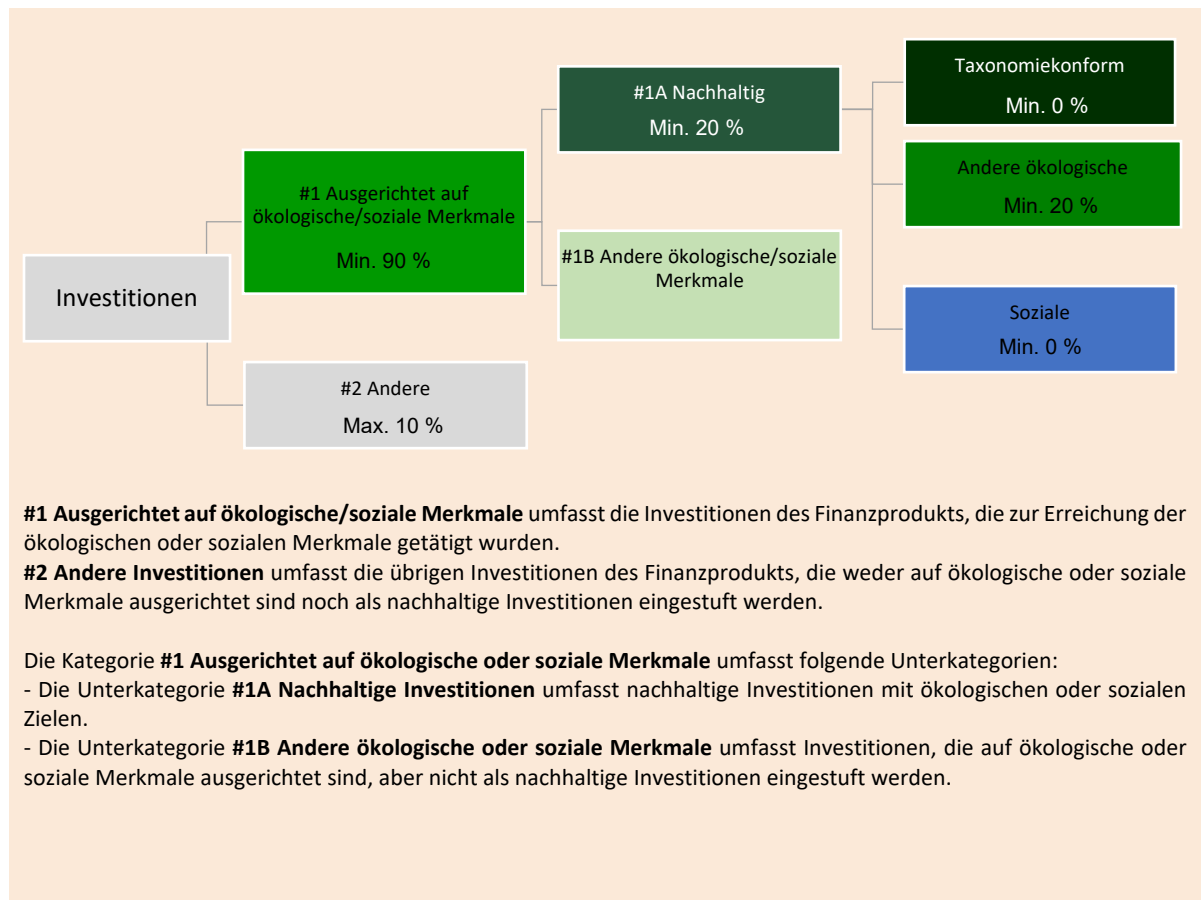 Investitionen
#1 Ausgerichtet auf
ökologische/soziale Merkmale
Min. 90 %
#2 Andere
Max. 10 %
#1A Nachhaltig
Min. 20 %
#1B Andere ökologische/soziale
Merkmale
Taxonomiekonform
Min. 0 %
Andere ökologische
Min. 20 %
Soziale
Min. 0 %
#1 Ausgerichtet auf ökologische/soziale Merkmale umfasst die Investitionen des Finanzprodukts, die zur Erreichung der
ökologischen oder sozialen Merkmale getätigt wurden.
#2 Andere Investitionen umfasst die übrigen Investitionen des Finanzprodukts, die weder auf ökologische oder soziale
Merkmale ausgerichtet sind noch als nachhaltige Investitionen eingestuft werden.
Die Kategorie #1 Ausgerichtet auf ökologische oder soziale Merkmale umfasst folgende Unterkategorien:
- Die Unterkategorie #1A Nachhaltige Investitionen umfasst nachhaltige Investitionen mit ökologischen oder sozialen
Zielen.
- Die Unterkategorie #1B Andere ökologische oder soziale Merkmale umfasst Investitionen, die auf ökologische oder
soziale Merkmale ausgerichtet sind, aber nicht als nachhaltige Investitionen eingestuft werden.